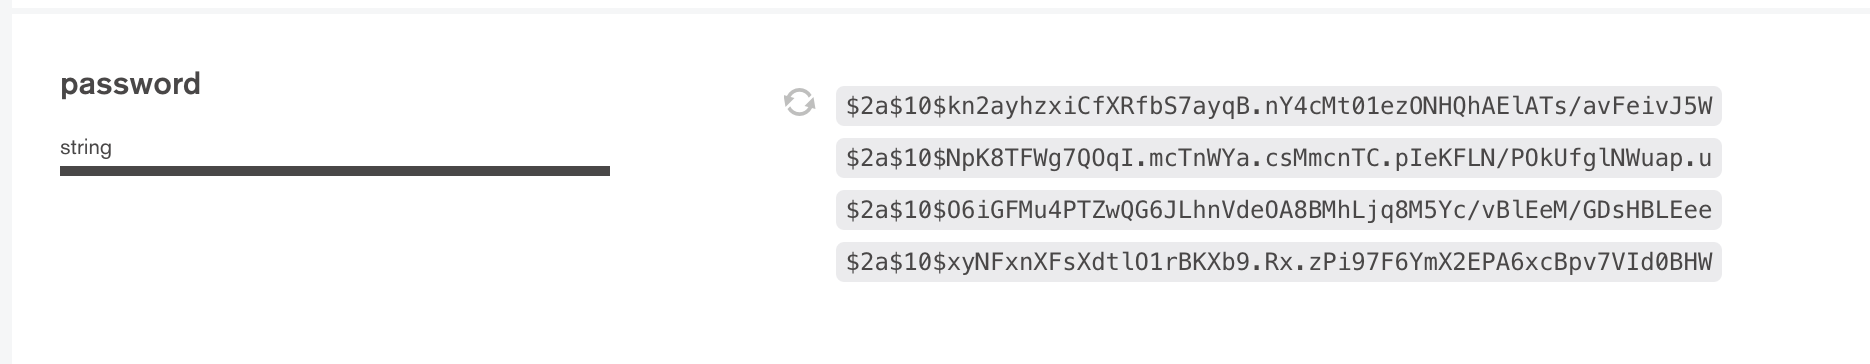 password
string
$2a$10$kn2ayhzxiCfXRfbS7ayqB.nY4cMt01ezONHQhAElATs/avFeivJ5W
$2a$10$NpK8TFWg7QOqI.mcTnWYa.csMmcnTC.pIeKFLN/POkUfglNWuap.u
$2a$10$O6iGFMu4PTZwQG6JLhnVdeOA8BMhLjq8M5Yc/vBlEeM/GDsHBLEee
$2a$10$xyNFxnXFsXdtlO1rBKXb9.Rx.zPi97F6YmX2EPA6xcBpv7VId0BHW